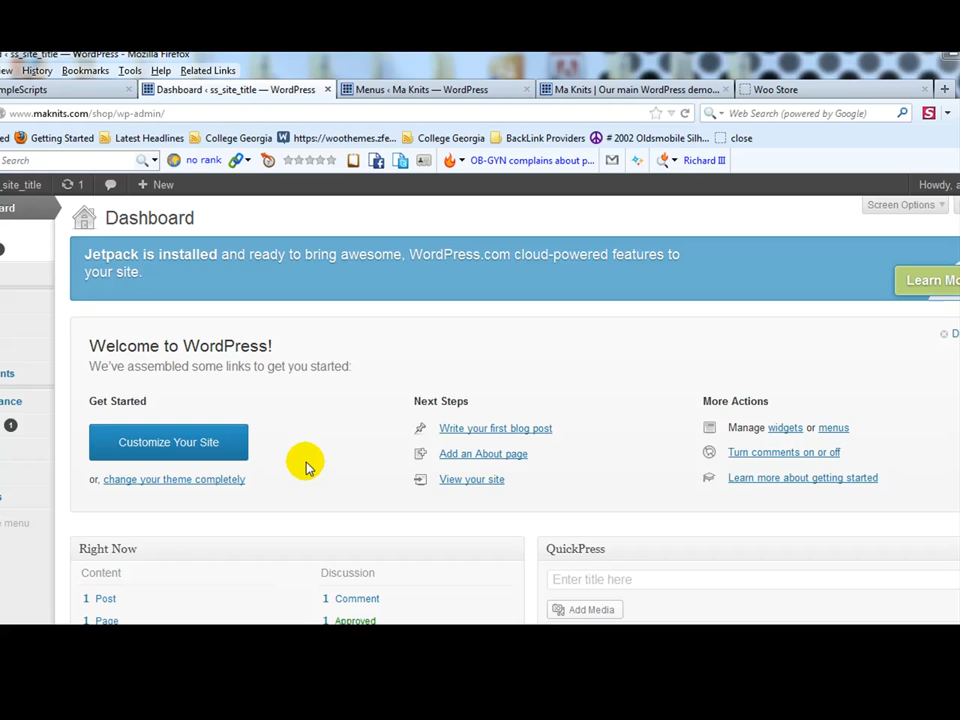 d ‹ ss_site_title — WordPress - Mozilla Firefox
ew History Bookmarks Tools Help Related Links
mpleScripts
Dashboard ‹ ss_site_title — WordPress ×
Menus ‹ Ma Knits — WordPress ×
Ma Knits | Our main WordPress demo... ×
Woo Store ×
www.maknits.com/shop/wp-admin/
Web Search (powered by Google)
S
ed Getting Started Latest Headlines College Georgia https://woothemes.zfe... College Georgia BackLink Providers # 2002 Oldsmobile Silh... close
Search no rank OB-GYN complains about p... Richard III
_site_title 1 + New Howdy, a
ard
Dashboard
Screen Options
Jetpack is installed and ready to bring awesome, WordPress.com cloud-powered features to
your site.
Learn Mo
Welcome to WordPress!
D
We've assembled some links to get you started:
nts
ance
1
s
e menu
Get Started
Customize Your Site
or, change your theme completely
Next Steps
Write your first blog post
Add an About page
View your site
More Actions
Manage widgets or menus
Turn comments on or off
Learn more about getting started
Right Now
Content
1 Post
1 Page
Discussion
1 Comment
1 Approved
QuickPress
Enter title here
Add Media